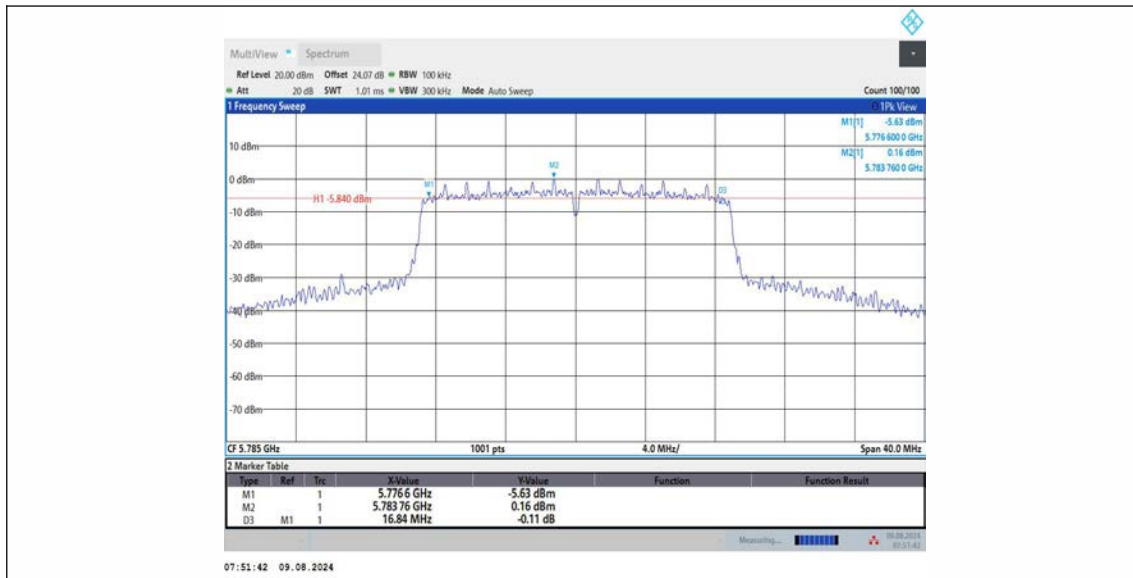 MultiView Spectrum
Ref Level 20.00 dBm Offset 24.07 dB RBW 100 kHz
Att 20 dB SWT 1.01 ms VBW 300 kHz Mode Auto Sweep Count 100/100
1 Frequency Sweep 1Pk View
M1[1] -5.63 dBm
5.776 600 0 GHz
M2[1] 0.16 dBm
5.783 760 0 GHz
10 dBm
M2
0 dBm
M1 D3
H1 -5.840 dBm
-10 dBm
-20 dBm
-30 dBm
-40 dBm
-50 dBm
-60 dBm
-70 dBm
CF 5.785 GHz 1001 pts 4.0 MHz/ Span 40.0 MHz
2 Marker Table
Type Ref Trc X-Value Y-Value Function Function Result
M1 1 5.776 6 GHz -5.63 dBm
M2 1 5.783 76 GHz 0.16 dBm
D3 M1 1 16.84 MHz -0.11 dB
Measuring... 09.08.2024
07:51:42
07:51:42 09.08.2024